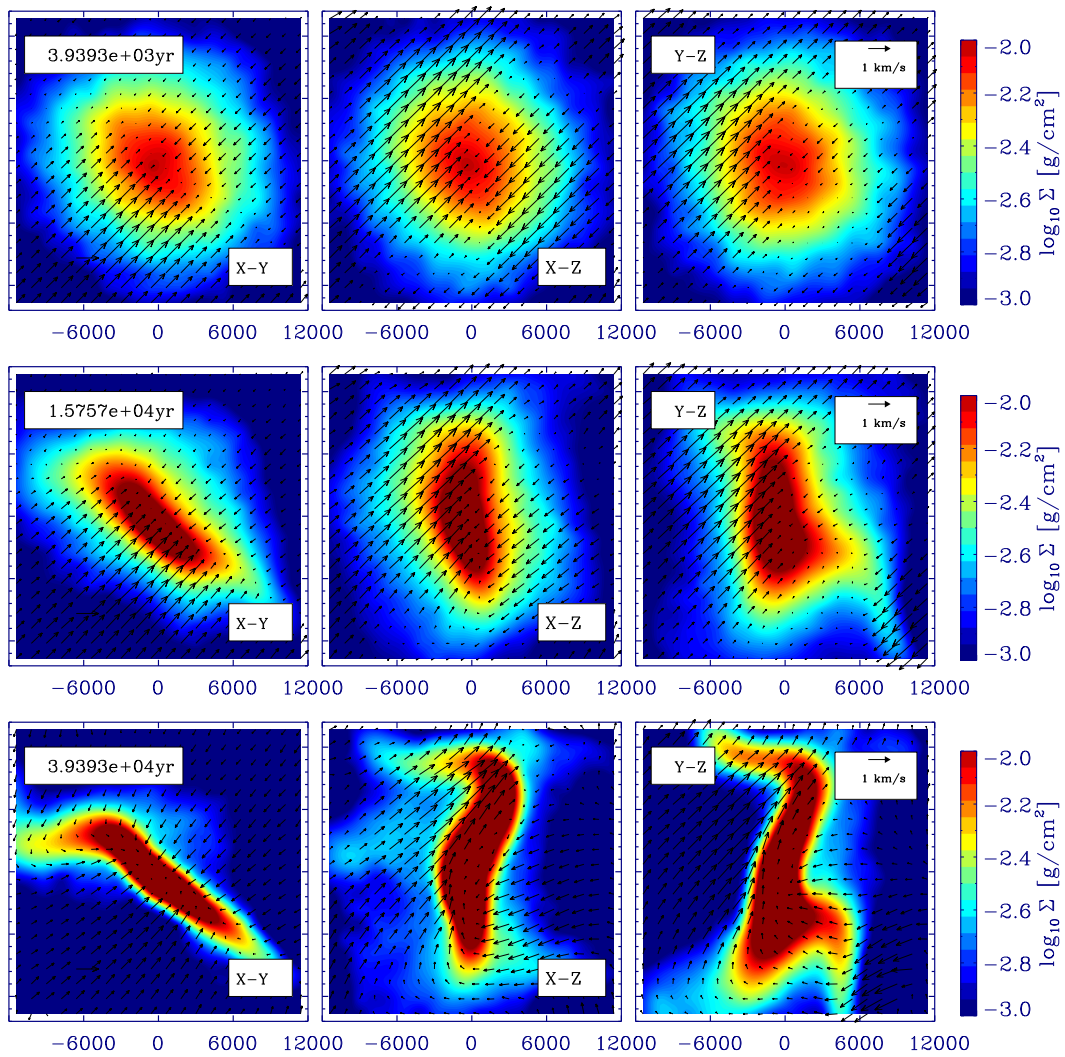 3.9393e+03yr
Y−Z
1 km/s
X−Y
X−Z
−2.0
−2.2
−2.4
−2.6
−2.8
−3.0
log₁₀ Σ [g/cm²]
−6000 0 6000 12000 −6000 0 6000 12000 −6000 0 6000 12000
1.5757e+04yr
Y−Z
1 km/s
X−Y
X−Z
−2.0
−2.2
−2.4
−2.6
−2.8
−3.0
log₁₀ Σ [g/cm²]
−6000 0 6000 12000 −6000 0 6000 12000 −6000 0 6000 12000
3.9393e+04yr
Y−Z
1 km/s
X−Y
X−Z
−2.0
−2.2
−2.4
−2.6
−2.8
−3.0
log₁₀ Σ [g/cm²]
−6000 0 6000 12000 −6000 0 6000 12000 −6000 0 6000 12000